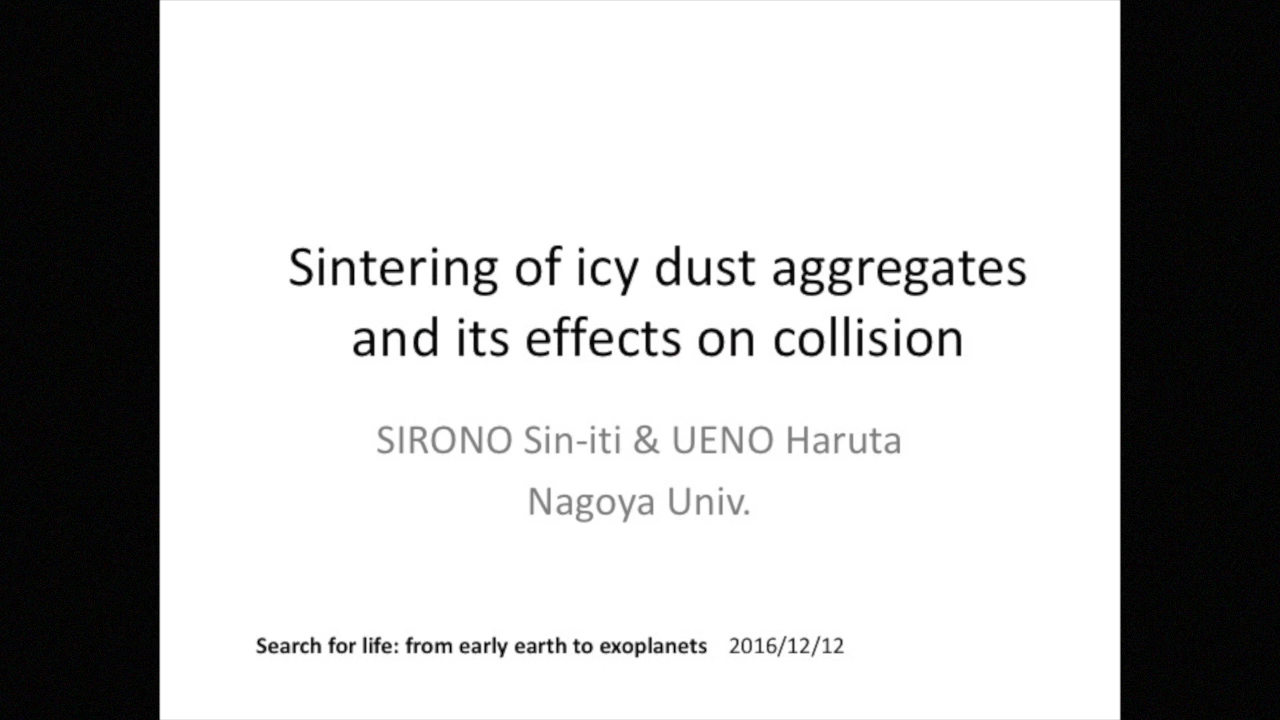 Sintering of icy dust aggregates
and its effects on collision
SIRONO Sin-iti & UENO Haruta
Nagoya Univ.
Search for life: from early earth to exoplanets 2016/12/12